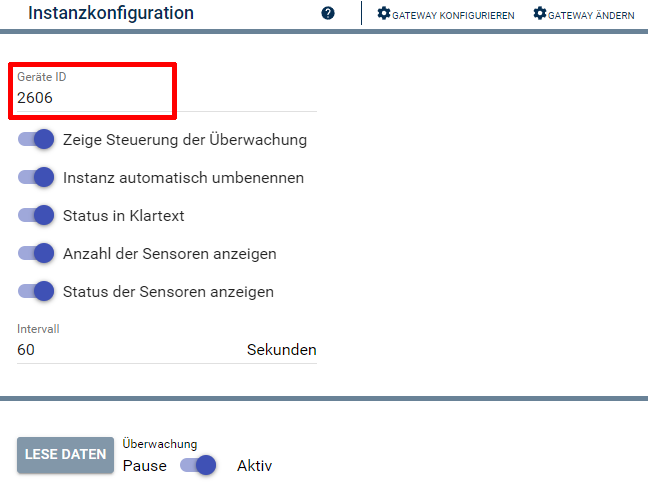 Instanzkonfiguration
GATEWAY KONFIGURIEREN
GATEWAY ÄNDERN
Geräte ID
2606
Zeige Steuerung der Überwachung
Instanz automatisch umbenennen
Status in Klartext
Anzahl der Sensoren anzeigen
Status der Sensoren anzeigen
Intervall
60 Sekunden
LESE DATEN
Überwachung
Pause Aktiv